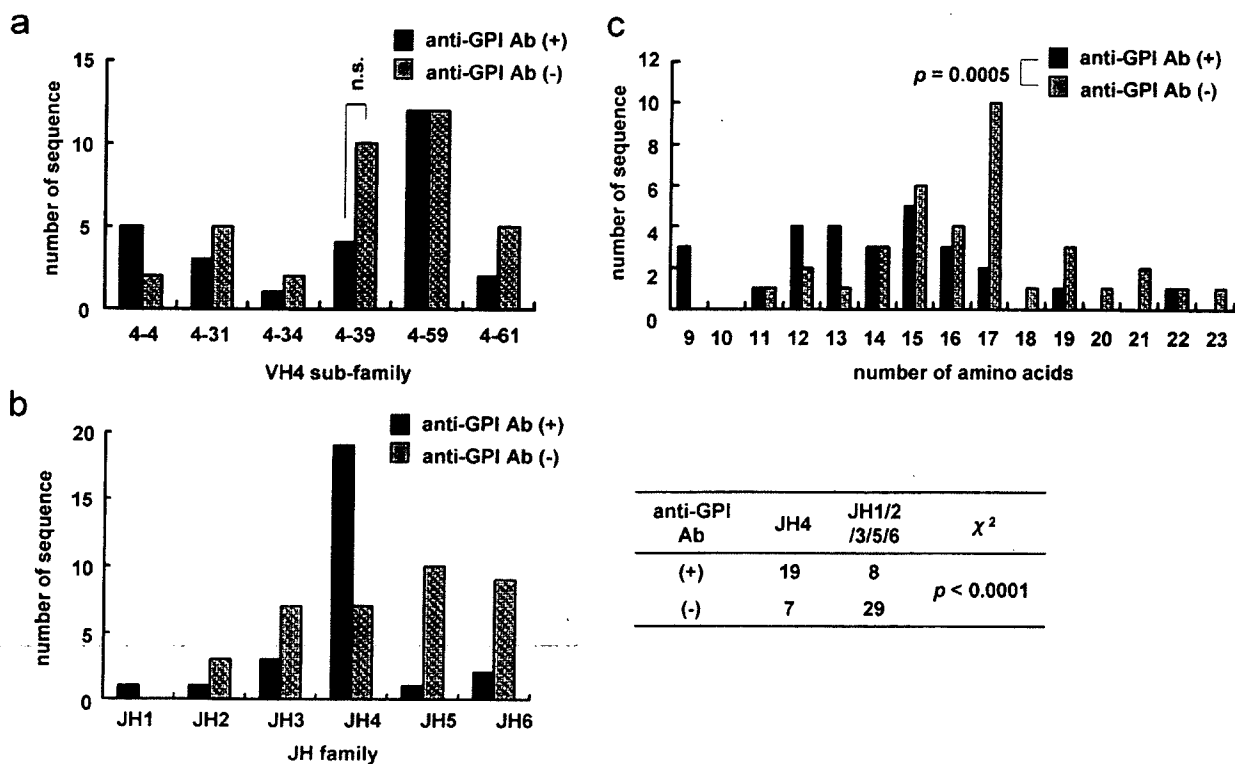 a
anti-GPI Ab (+)
anti-GPI Ab (-)
n.s.
number of sequence
15
10
5
0
4-4 4-31 4-34 4-39 4-59 4-61
VH4 sub-family
b
anti-GPI Ab (+)
anti-GPI Ab (-)
number of sequence
20
15
10
5
0
JH1 JH2 JH3 JH4 JH5 JH6
JH family
c
anti-GPI Ab (+)
p = 0.0005
anti-GPI Ab (-)
number of sequence
12
10
8
6
4
2
0
9 10 11 12 13 14 15 16 17 18 19 20 21 22 23
number of amino acids
anti-GPI Ab JH4 JH1/2 /3/5/6 χ²
(+) 19 8
p < 0.0001
(-) 7 29